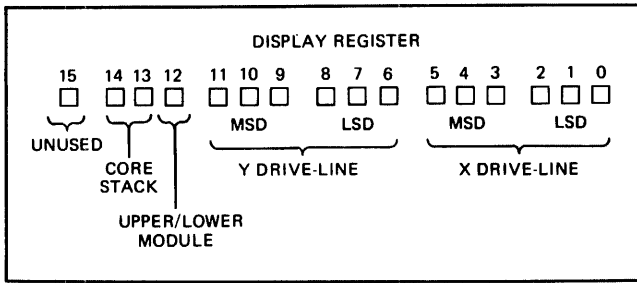 DISPLAY REGISTER
15 14 13 12 11 10 9 8 7 6 5 4 3 2 1 0
MSD LSD MSD LSD
UNUSED
CORE STACK
Y DRIVE-LINE X DRIVE-LINE
UPPER/LOWER
MODULE